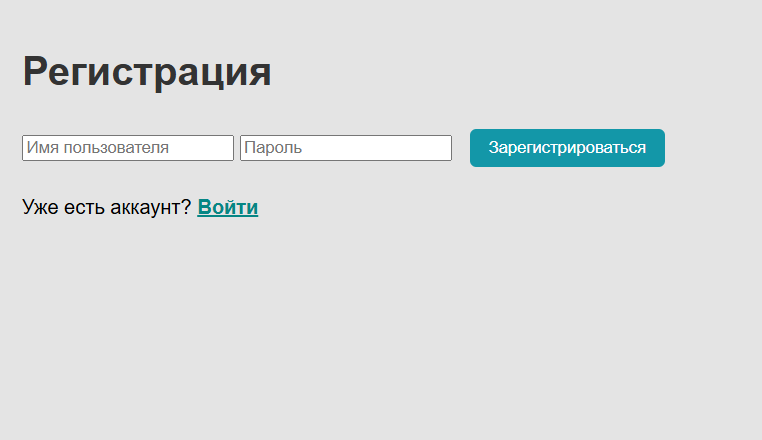 Регистрация
Имя пользователя Пароль Зарегистрироваться
Уже есть аккаунт? Войти